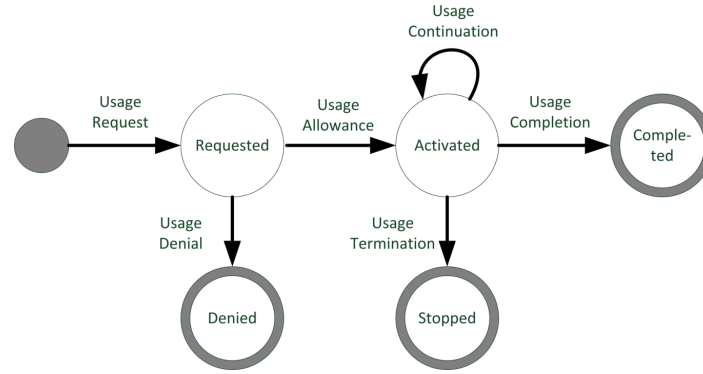 Usage
Continuation
Usage
Request
Usage
Allowance
Usage
Completion
Requested
Activated
Comple-
ted
Usage
Denial
Usage
Termination
Denied
Stopped